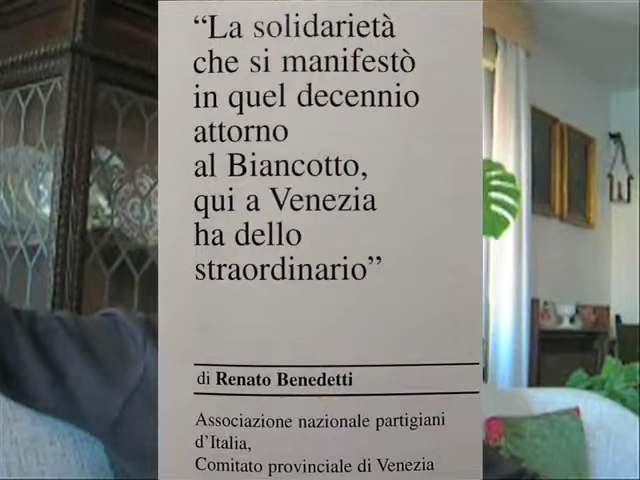 “La solidarietà
che si manifestò
in quel decennio
attorno
al Biancotto,
qui a Venezia
ha dello
straordinario”
di Renato Benedetti
Associazione nazionale partigiani
d’Italia,
Comitato provinciale di Venezia